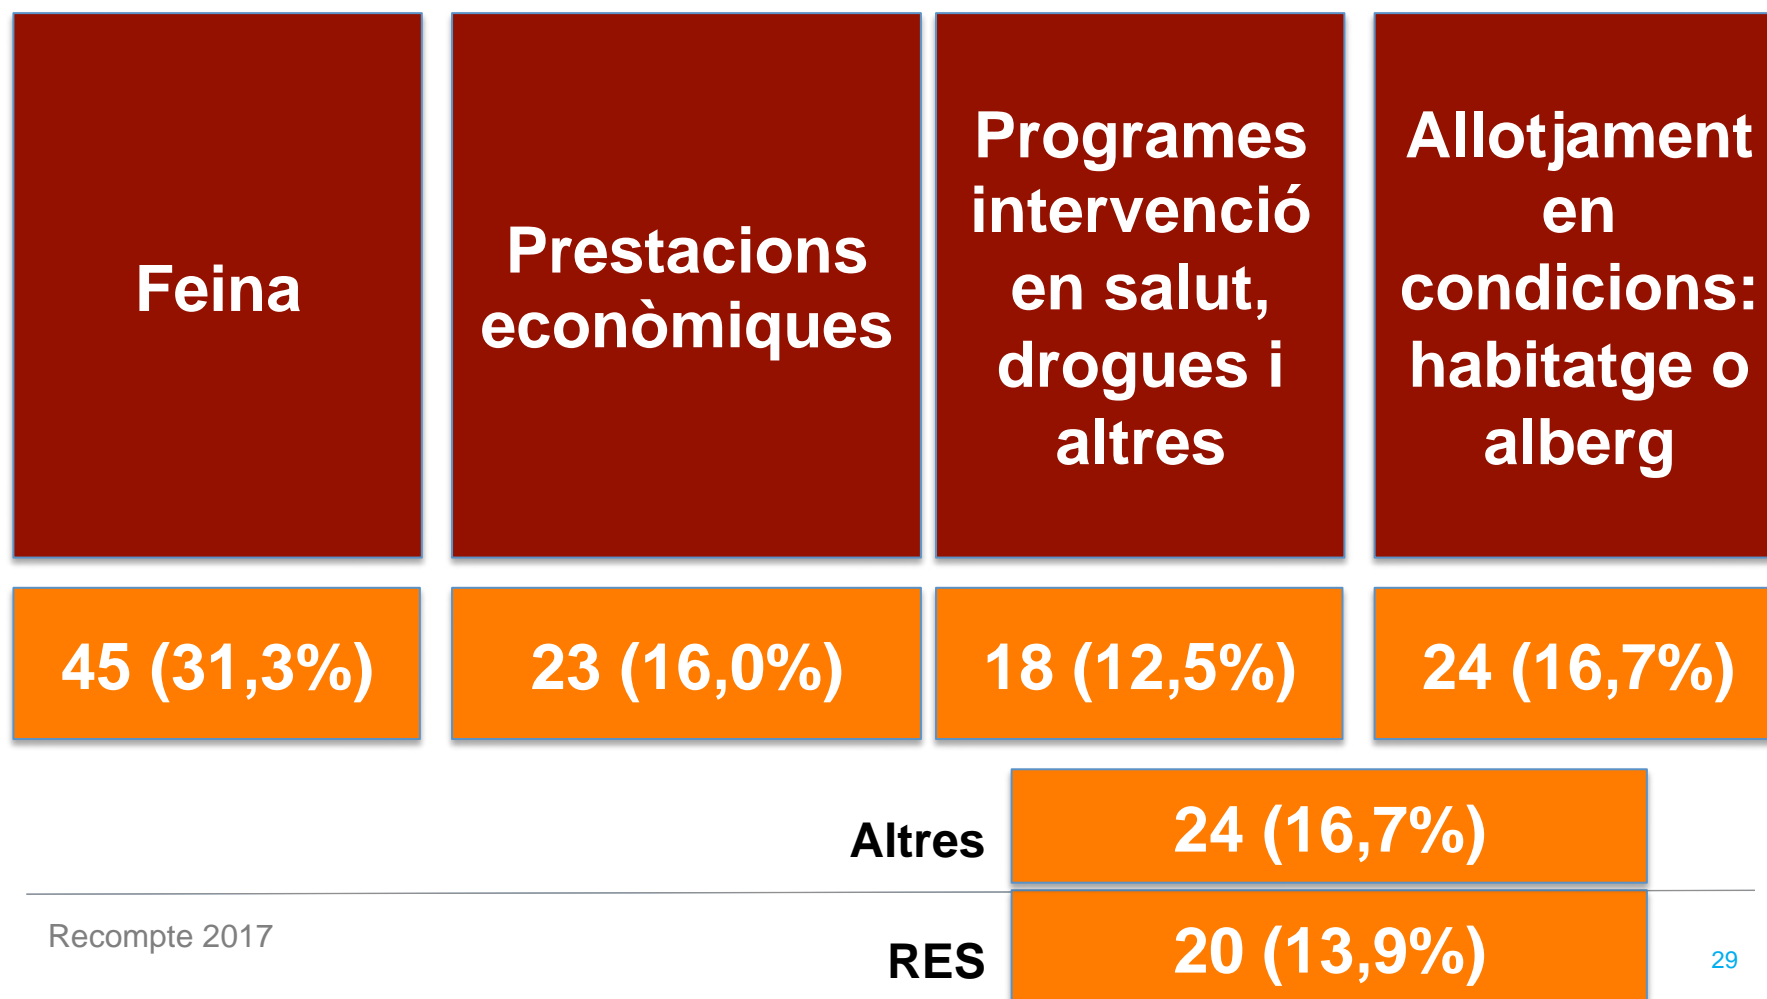 Feina
Prestacions
econòmiques
Programes
intervenció
en salut,
drogues i
altres
Allotjament
en
condicions:
habitatge o
alberg
45 (31,3%)
23 (16,0%)
18 (12,5%)
24 (16,7%)
Altres
24 (16,7%)
RES
20 (13,9%)
Recompte 2017
29